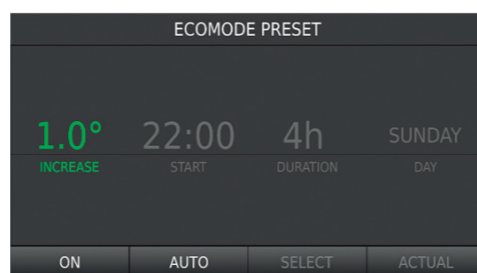 ECOMODE PRESET
1.0° 22:00 4h SUNDAY
INCREASE START DURATION DAY
ON AUTO SELECT ACTUAL